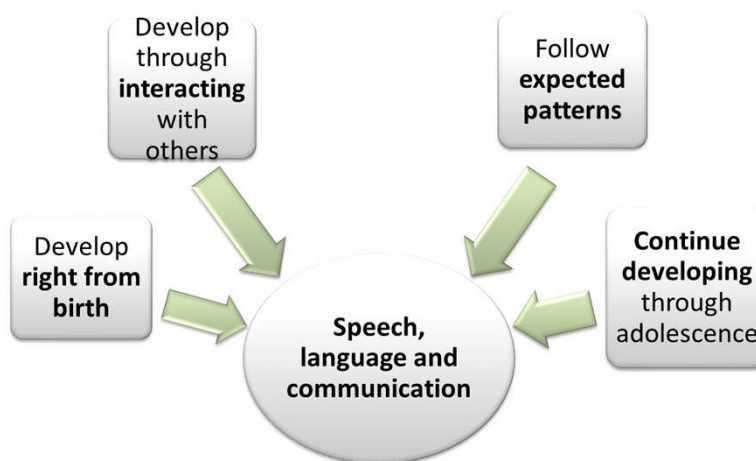 Develop
through
interacting
with
others
Follow
expected
patterns
Develop
right from
birth
Continue
developing
through
adolescence
Speech,
language and
communication